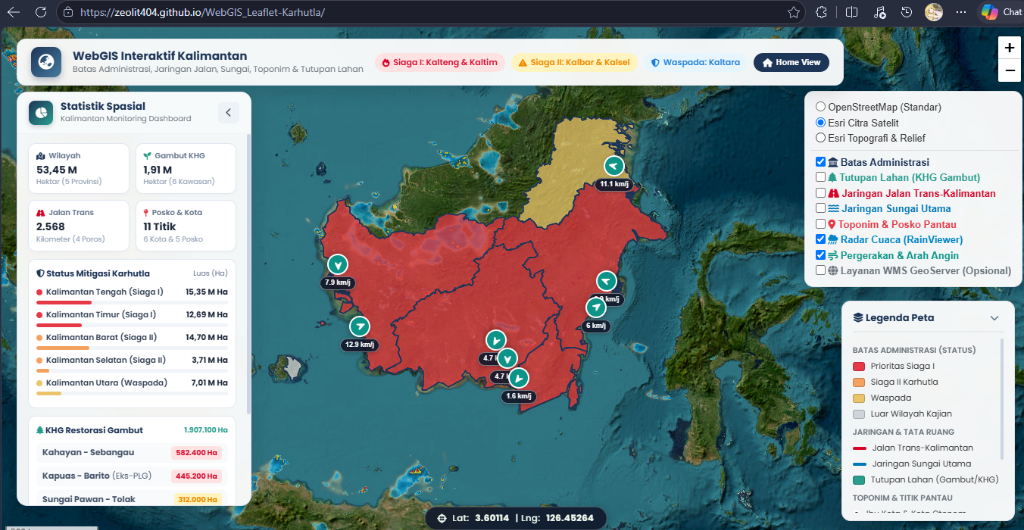 https://zeolit404.github.io/WebGIS_Leaflet-Karhutla/
Chat
WebGIS Interaktif Kalimantan
Batas Administrasi, Jaringan Jalan, Sungai, Toponim & Tutupan Lahan
Siaga I: Kalteng & Kaltim
Siaga II: Kalbar & Kalsel
Waspada: Kaltara
Home View
+
−
Statistik Spasial
Kalimantan Monitoring Dashboard
Wilayah
53,45 M
Hektar (5 Provinsi)
Gambut KHG
1,91 M
Hektar (6 Kawasan)
Jalan Trans
2.568
Kilometer (4 Poros)
Posko & Kota
11 Titik
6 Kota & 5 Posko
Status Mitigasi Karhutla Luas (Ha)
Kalimantan Tengah (Siaga I) 15,35 M Ha
Kalimantan Timur (Siaga I) 12,69 M Ha
Kalimantan Barat (Siaga II) 14,70 M Ha
Kalimantan Selatan (Siaga II) 3,71 M Ha
Kalimantan Utara (Waspada) 7,01 M Ha
KHG Restorasi Gambut 1.907.100 Ha
Kahayan - Sebangau 582.400 Ha
Kapuas - Barito (Eks-PLG) 445.200 Ha
Sungai Pawan - Tolak 312.000 Ha
11.1 km/j
7.9 km/j
12.9 km/j
6 km/j
4.7
4.7
1.6 km/j
OpenStreetMap (Standar)
Esri Citra Satelit
Esri Topografi & Relief
Batas Administrasi
Tutupan Lahan (KHG Gambut)
Jaringan Jalan Trans-Kalimantan
Jaringan Sungai Utama
Toponim & Posko Pantau
Radar Cuaca (RainViewer)
Pergerakan & Arah Angin
Layanan WMS GeoServer (Opsional)
Legenda Peta
BATAS ADMINISTRASI (STATUS)
Prioritas Siaga I
Siaga II Karhutla
Waspada
Luar Wilayah Kajian
JARINGAN & TATA RUANG
Jalan Trans-Kalimantan
Jaringan Sungai Utama
Tutupan Lahan (Gambut/KHG)
TOPONIM & TITIK PANTAU
Lat: 3.60114 | Lng: 126.45264